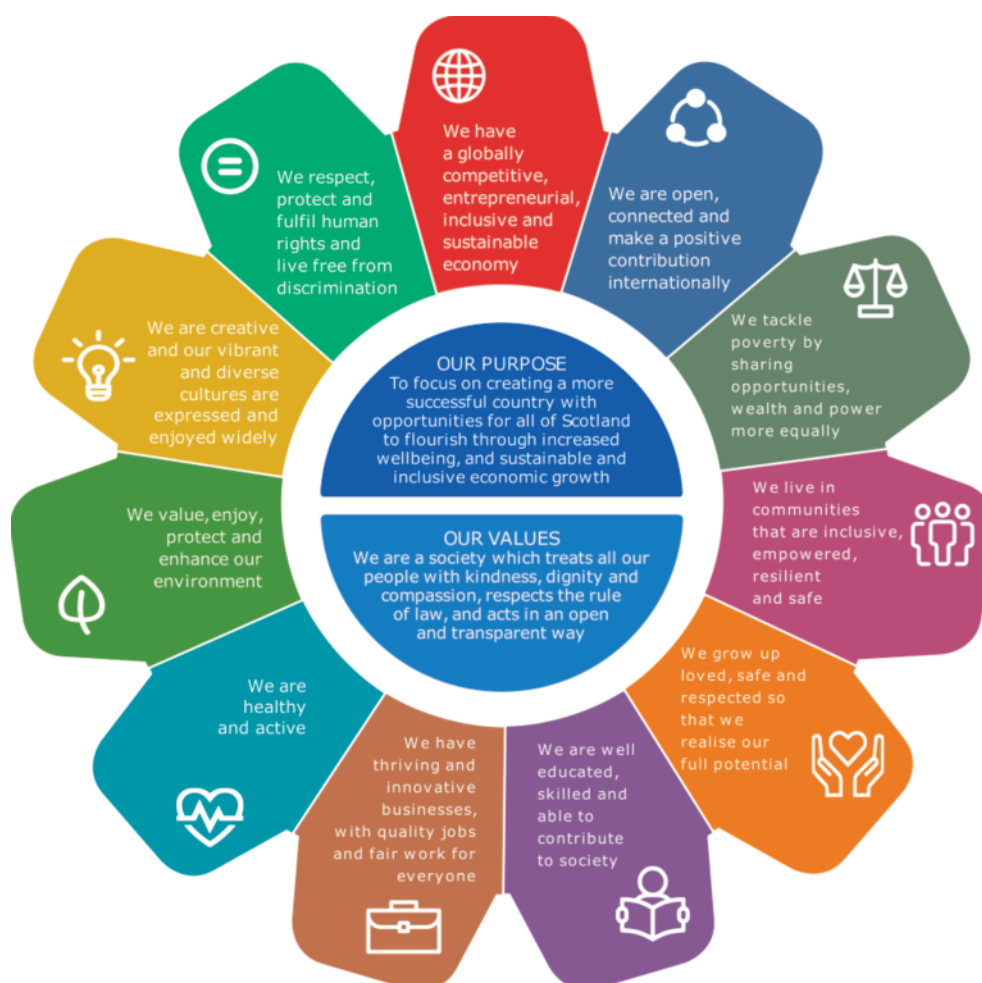 We have
a globally
competitive,
entrepreneurial,
inclusive and
sustainable
economy
We are open,
connected and
make a positive
contribution
internationally
We tackle
poverty by
sharing
opportunities,
wealth and power
more equally
We live in
communities
that are inclusive,
empowered,
resilient
and safe
We grow up
loved, safe and
respected so
that we
realise our
full potential
We are well
educated,
skilled and
able to
contribute
to society
We have
thriving and
innovative
businesses,
with quality jobs
and fair work for
everyone
We are
healthy
and active
We value, enjoy,
protect and
enhance our
environment
We are creative
and our vibrant
and diverse
cultures are
expressed and
enjoyed widely
We respect,
protect and
fulfil human
rights and
live free from
discrimination
OUR PURPOSE
To focus on creating a more
successful country with
opportunities for all of Scotland
to flourish through increased
wellbeing, and sustainable and
inclusive economic growth
OUR VALUES
We are a society which treats all our
people with kindness, dignity and
compassion, respects the rule
of law, and acts in an open
and transparent way